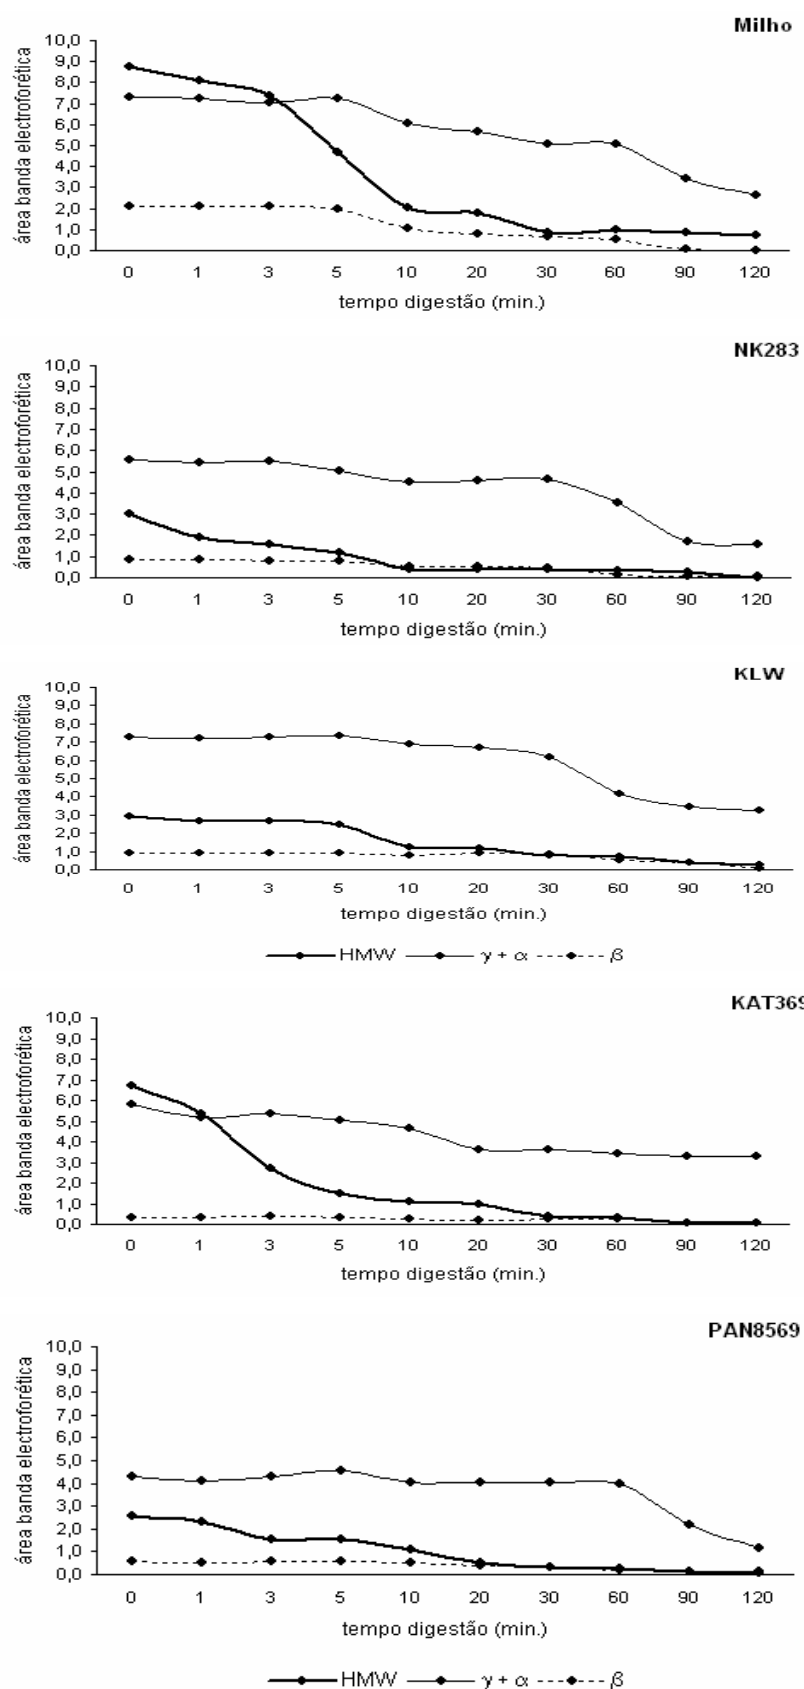 Milho
área banda electroforética
10,0
9,0
8,0
7,0
6,0
5,0
4,0
3,0
2,0
1,0
0,0
0 1 3 5 10 20 30 60 90 120
tempo digestão (min.)
NK283
área banda electroforética
10,0
9,0
8,0
7,0
6,0
5,0
4,0
3,0
2,0
1,0
0,0
0 1 3 5 10 20 30 60 90 120
tempo digestão (min.)
KLW
área banda electroforética
10,0
9,0
8,0
7,0
6,0
5,0
4,0
3,0
2,0
1,0
0,0
0 1 3 5 10 20 30 60 90 120
tempo digestão (min.)
HMW γ + α β
KAT369
área banda electroforética
10,0
9,0
8,0
7,0
6,0
5,0
4,0
3,0
2,0
1,0
0,0
0 1 3 5 10 20 30 60 90 120
tempo digestão (min.)
PAN8569
área banda electroforética
10,0
9,0
8,0
7,0
6,0
5,0
4,0
3,0
2,0
1,0
0,0
0 1 3 5 10 20 30 60 90 120
tempo digestão (min.)
HMW γ + α β